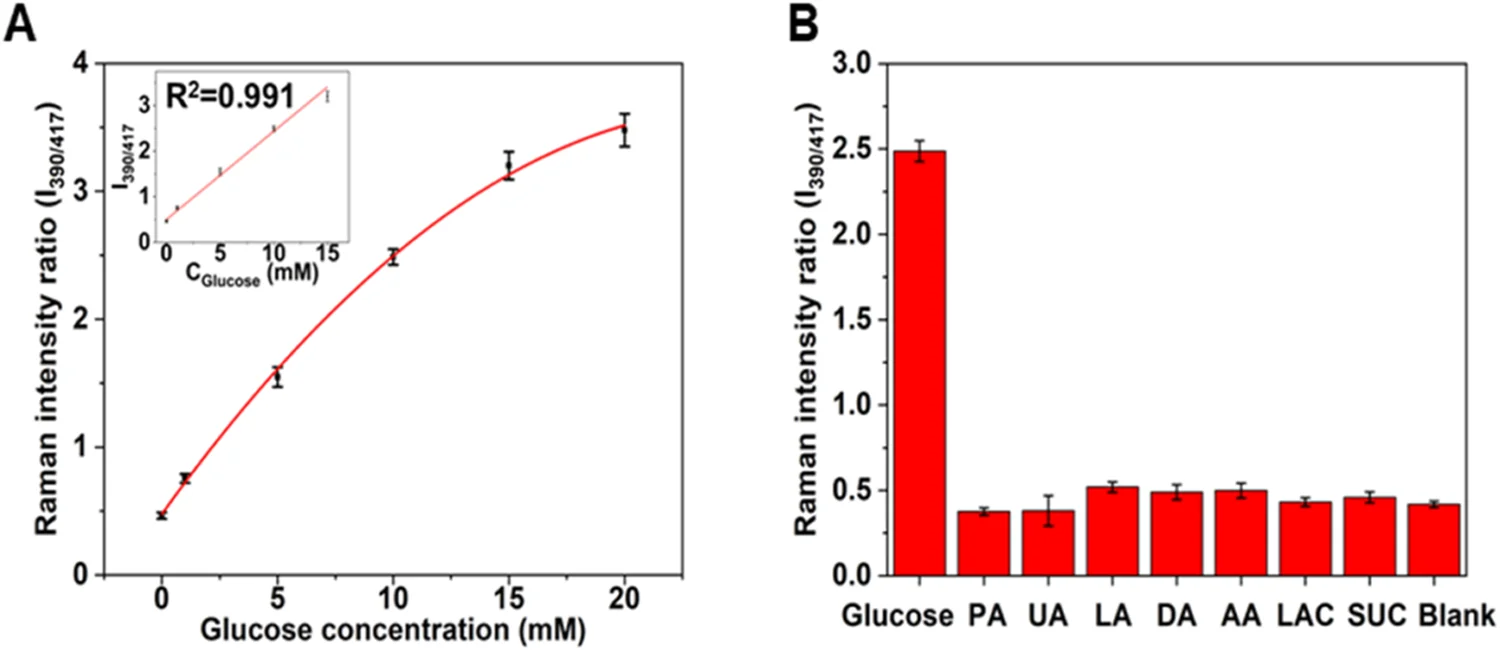 A
Raman intensity ratio (I390/417)
4
3
2
1
0
0 5 10 15 20
Glucose concentration (mM)
R²=0.991
I390/417
3
2
1
0
0 5 10 15
CGlucose (mM)
B
Raman intensity ratio (I390/417)
3.0
2.5
2.0
1.5
1.0
0.5
0.0
Glucose PA UA LA DA AA LAC SUC Blank